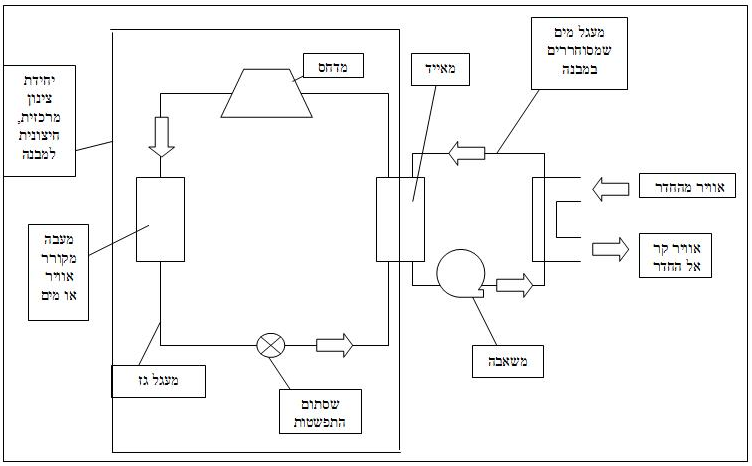 מעגל מים
שמסוחררים
במבנה
מדחס
מאייד
יחידת
צינון
מרכזית,
חיצונית
למבנה
אוויר מהחדר
אוויר קר
אל החדר
מעבה
מקורר
אוויר
או מים
משאבה
מעגל גז
שסתום
התפשטות